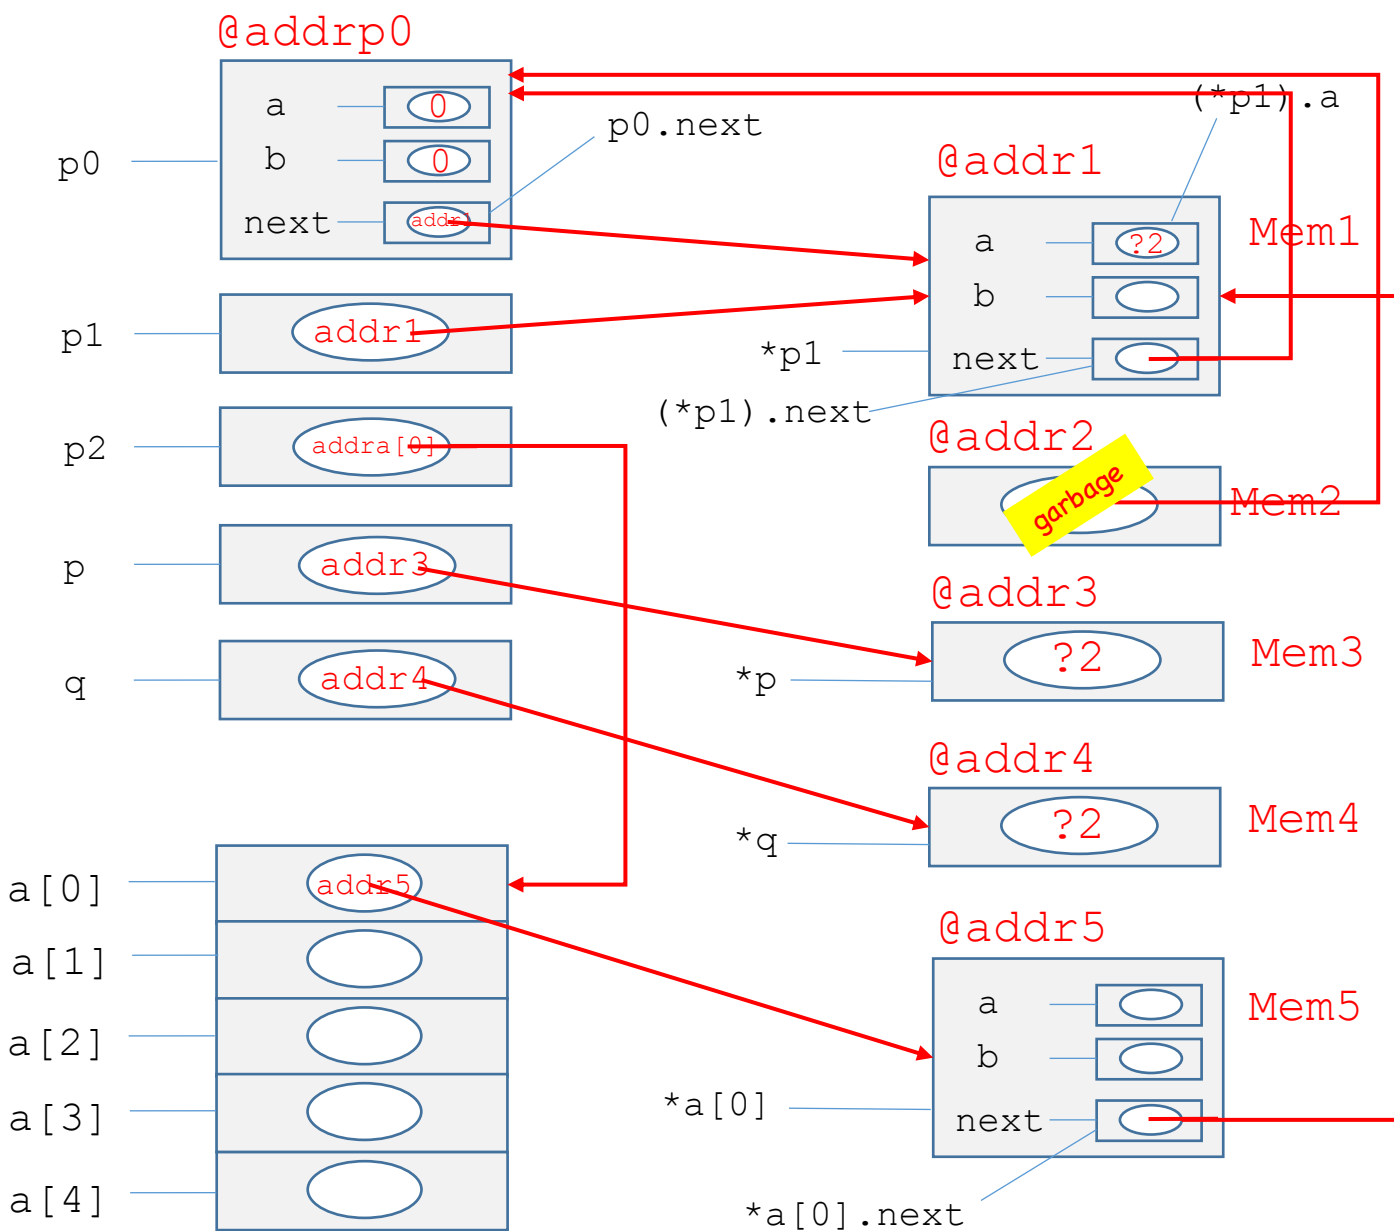 @addrp0
a
0
b
0
next
addr1
p0
p0.next
p1
addr1
p2
addra[0]
p
addr3
q
addr4
a[0]
addr5
a[1]
a[2]
a[3]
a[4]
(*p1).a
@addr1
Mem1
a
?2
b
next
*p1
(*p1).next
@addr2
garbage
Mem2
@addr3
?2
Mem3
*p
@addr4
?2
Mem4
*q
@addr5
Mem5
a
b
next
*a[0]
*a[0].next